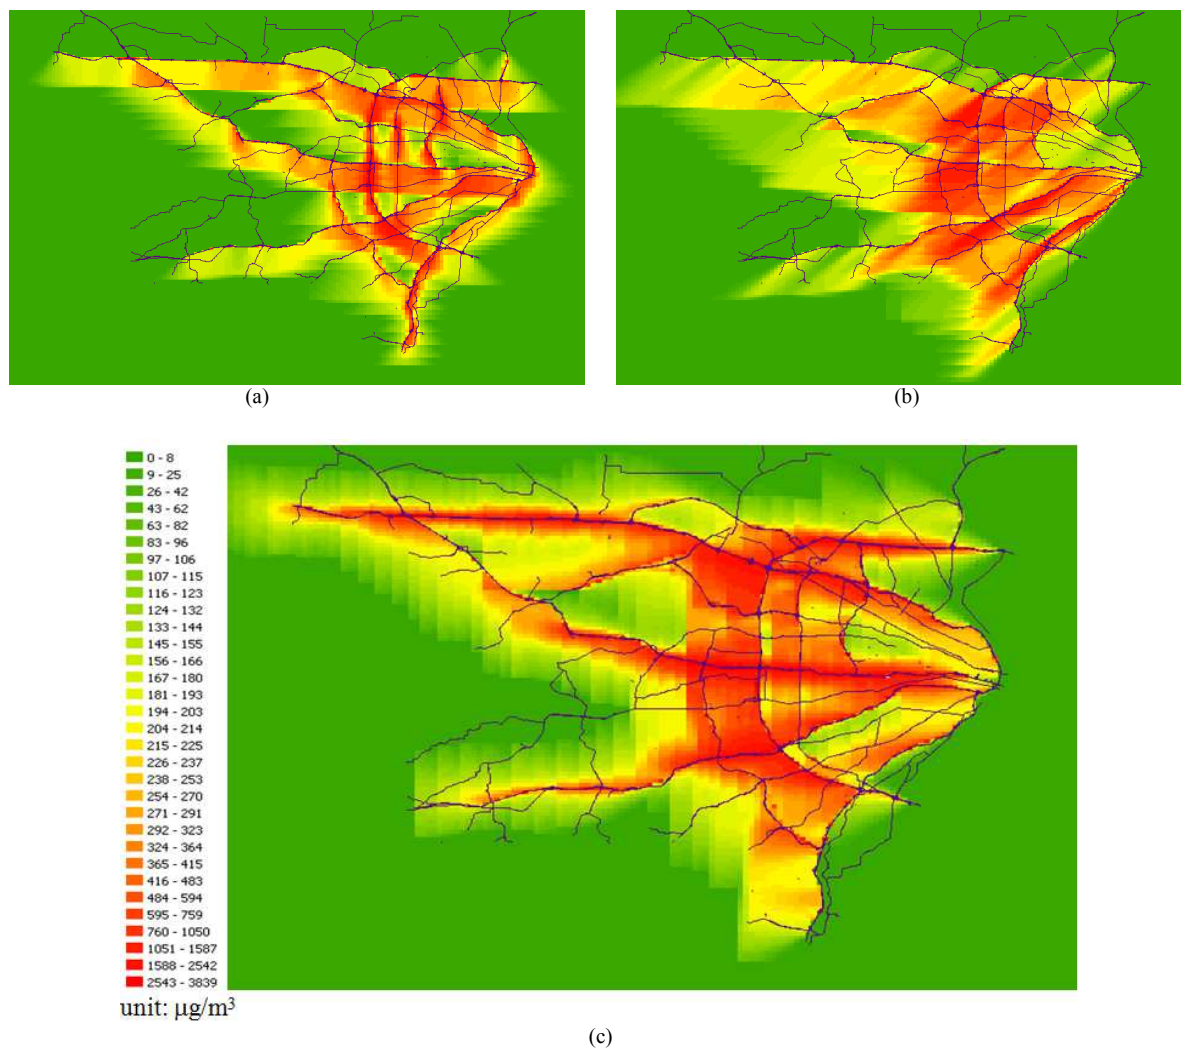 (a)
(b)
0 - 8
9 - 25
26 - 42
43 - 62
63 - 82
83 - 96
97 - 106
107 - 115
116 - 123
124 - 132
133 - 144
145 - 155
156 - 166
167 - 180
181 - 193
194 - 203
204 - 214
215 - 225
226 - 237
238 - 253
254 - 270
271 - 291
292 - 323
324 - 364
365 - 415
416 - 483
484 - 594
595 - 759
760 - 1050
1051 - 1587
1588 - 2542
2543 - 3839
unit: μg/m³
(c)